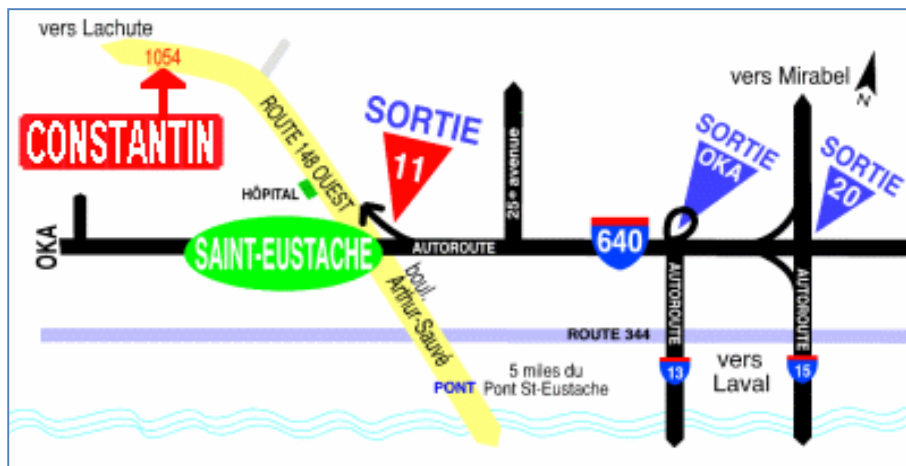 vers Lachute
1054
CONSTANTIN
ROUTE 148 OUEST
SORTIE
11
HÔPITAL
25e avenue
vers Mirabel
N
SORTIE
OKA
SORTIE
20
OKA
SAINT-EUSTACHE
AUTOROUTE
640
boul.
Arthur-Sauvé
AUTOROUTE
AUTOROUTE
ROUTE 344
13
vers
Laval
15
PONT
5 miles du
Pont St-Eustache